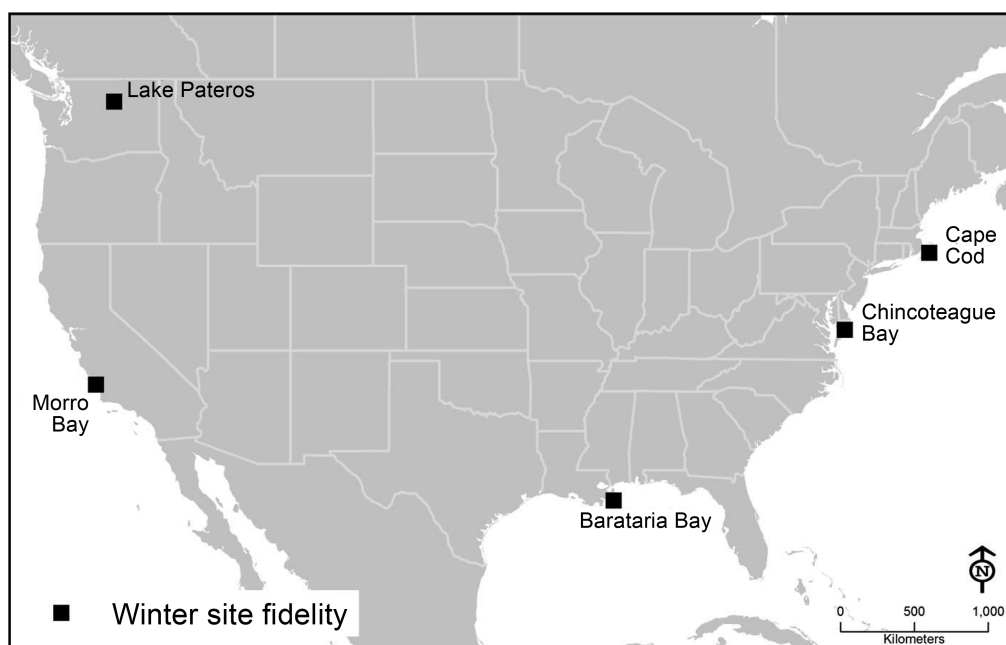 Lake Pateros
Cape
Cod
Chincoteague
Bay
Morro
Bay
Barataria Bay
N
Winter site fidelity
0 500 1,000
Kilometers